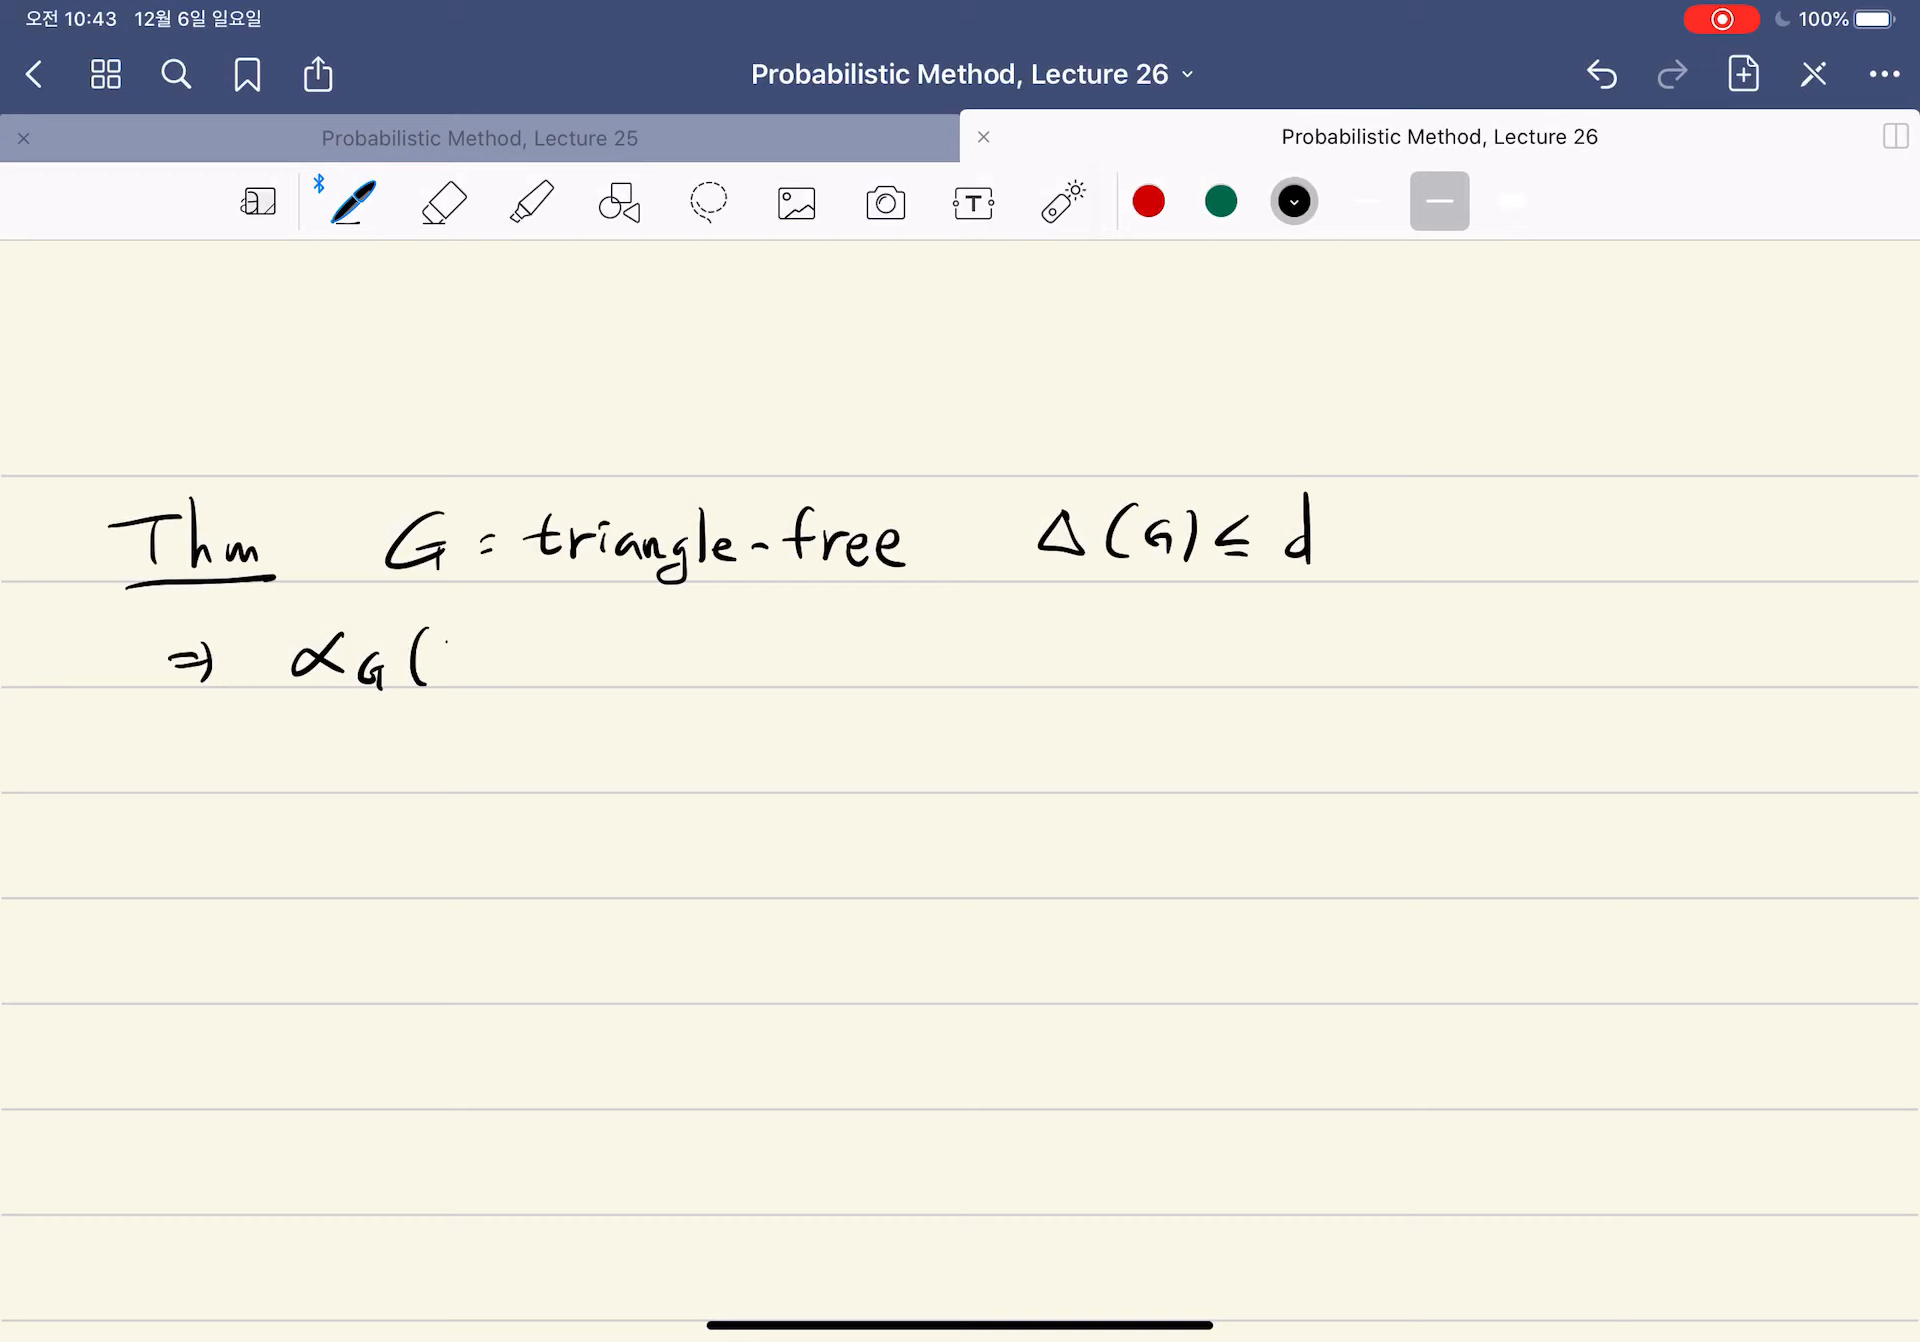 오전 10:43 12월 6일 일요일 100%
Probabilistic Method, Lecture 26
Probabilistic Method, Lecture 25
Probabilistic Method, Lecture 26
Thm G = triangle-free Δ(G) ≤ d
⇒ α_G (